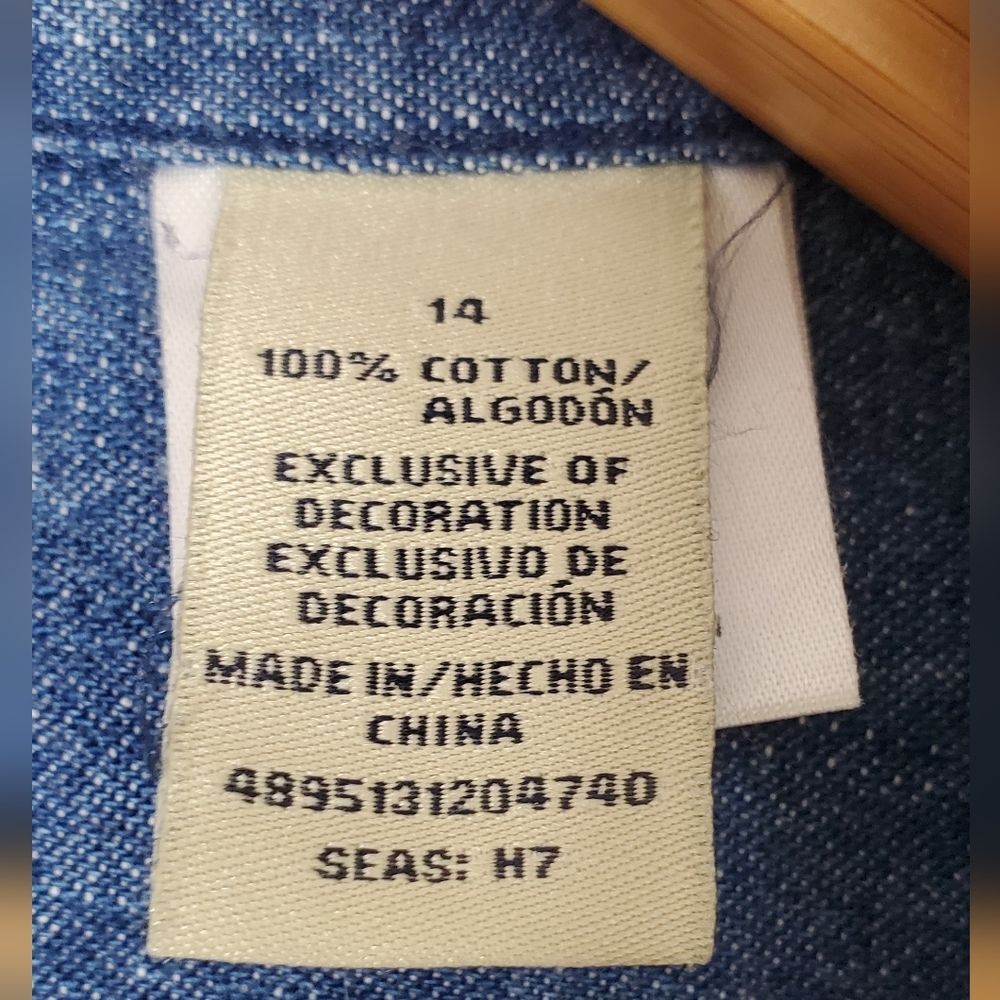 14
100% COTTON/
ALGODÓN
EXCLUSIVE OF
DECORATION
EXCLUSIVO DE
DECORACIÓN
MADE IN/HECHO EN
CHINA
4895131204740
SEAS: H7